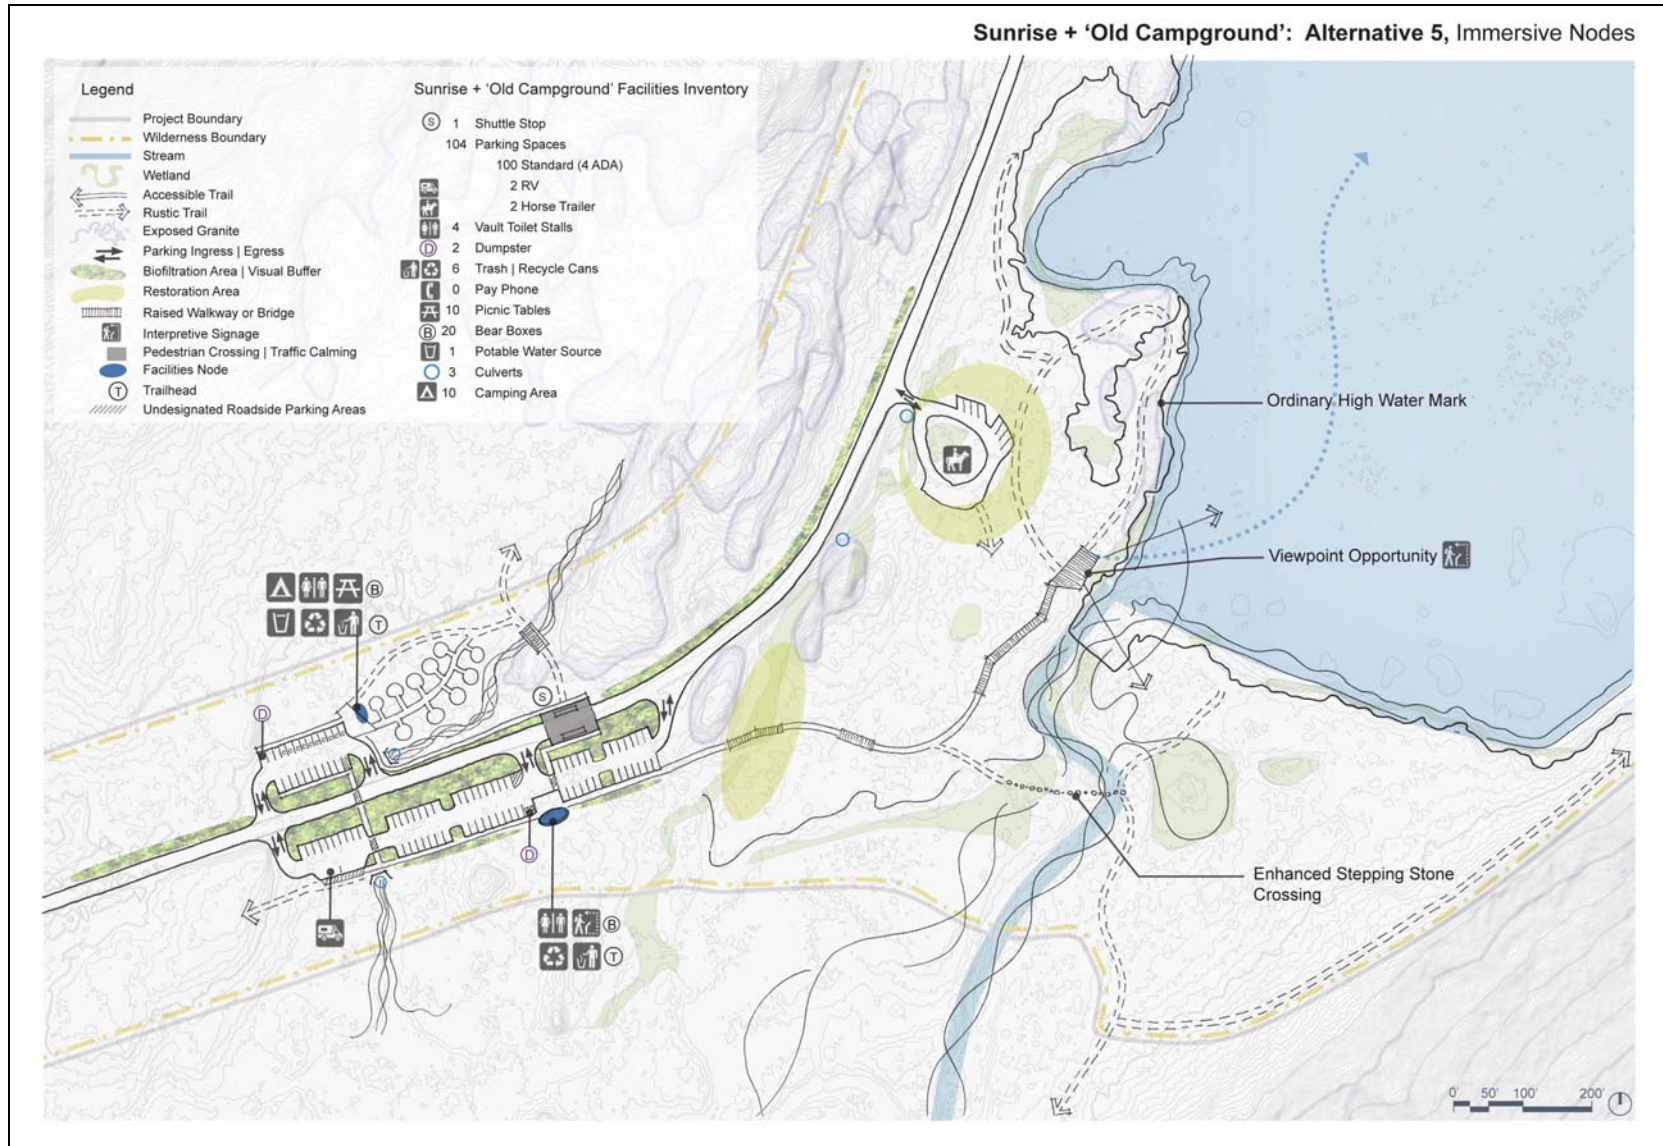 Sunrise + ‘Old Campground’: Alternative 5, Immersive Nodes
Legend
Project Boundary
Wilderness Boundary
Stream
Wetland
Accessible Trail
Rustic Trail
Exposed Granite
Parking Ingress | Egress
Biofiltration Area | Visual Buffer
Restoration Area
Raised Walkway or Bridge
Interpretive Signage
Pedestrian Crossing | Traffic Calming
Facilities Node
T Trailhead
Undesignated Roadside Parking Areas
Sunrise + ‘Old Campground’ Facilities Inventory
S 1 Shuttle Stop
104 Parking Spaces
100 Standard (4 ADA)
2 RV
2 Horse Trailer
4 Vault Toilet Stalls
D 2 Dumpster
6 Trash | Recycle Cans
0 Pay Phone
10 Picnic Tables
B 20 Bear Boxes
1 Potable Water Source
3 Culverts
10 Camping Area
Ordinary High Water Mark
Viewpoint Opportunity
B
T
S
D
D
Enhanced Stepping Stone
Crossing
B
T
0' 50' 100' 200'